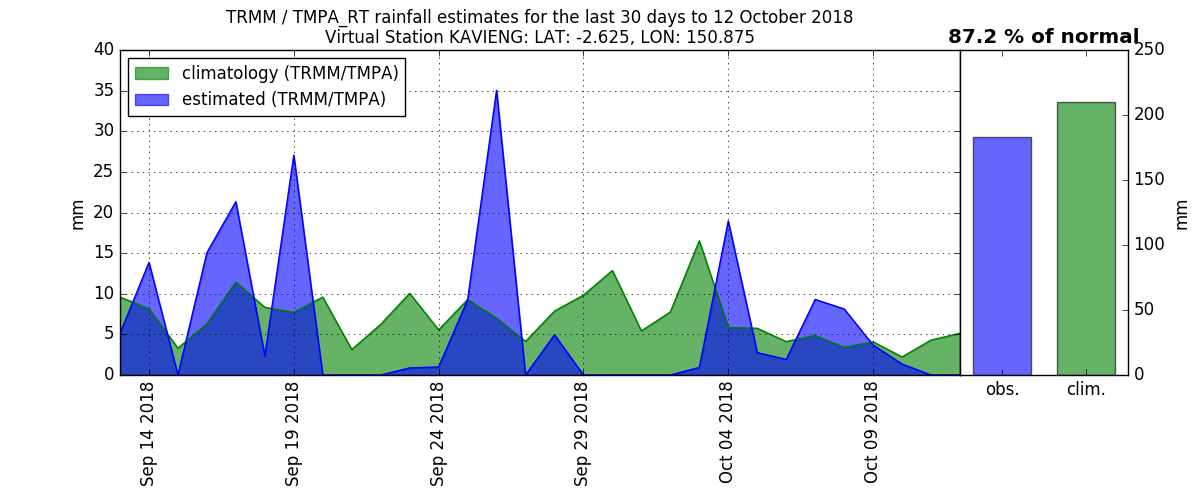 TRMM / TMPA_RT rainfall estimates for the last 30 days to 12 October 2018
Virtual Station KAVIENG: LAT: -2.625, LON: 150.875
87.2 % of normal
climatology (TRMM/TMPA)
estimated (TRMM/TMPA)
40
35
30
25
20
15
10
5
0
mm
Sep 14 2018
Sep 19 2018
Sep 24 2018
Sep 29 2018
Oct 04 2018
Oct 09 2018
250
200
150
100
50
0
mm
obs.
clim.